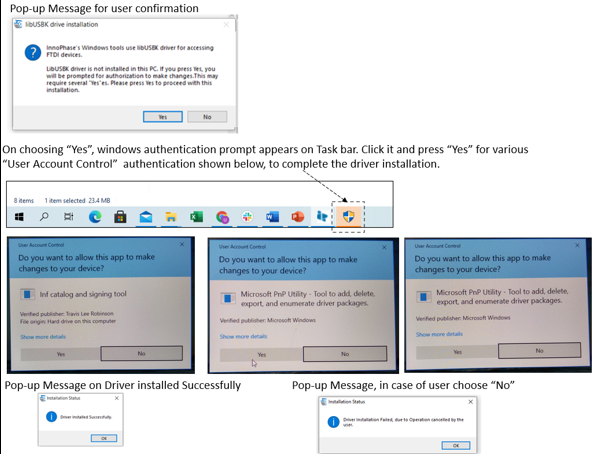 Pop-up Message for user confirmation
libUSBK drive installation
InnoPhase's Windows tools use libUSBK driver for accessing
FTDI devices.
LibUSBK driver is not installed in this PC. If you press Yes, you
will be prompted for authorization to make changes.This may
require several "Yes"es. Please press Yes to proceed with this
installation.
Yes No
On choosing "Yes", windows authentication prompt appears on Task bar. Click it and press "Yes" for various
"User Account Control" authentication shown below, to complete the driver installation.
8 items 1 item selected 23.4 MB
User Account Control
Do you want to allow this app to make
changes to your device?
Inf catalog and signing tool
Verified publisher: Travis Lee Robinson
File origin: Hard drive on this computer
Show more details
Yes No
User Account Control
Do you want to allow this app to make
changes to your device?
Microsoft PnP Utility - Tool to add, delete,
export, and enumerate driver packages.
Verified publisher: Microsoft Windows
Show more details
Yes No
User Account Control
Do you want to allow this app to make
changes to your device?
Microsoft PnP Utility - Tool to add, delete,
export, and enumerate driver packages.
Verified publisher: Microsoft Windows
Show more details
Yes No
Pop-up Message on Driver installed Successfully
Installation Status
Driver Installed Successfully.
OK
Pop-up Message, in case of user choose "No"
Installation Status
Driver Installation Failed, due to Operation cancelled by the
user.
OK